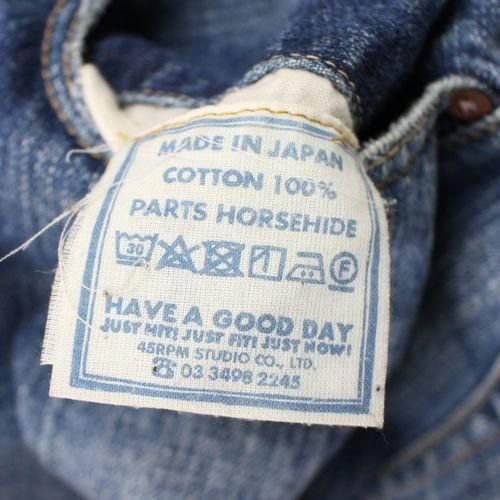 MADE IN JAPAN
COTTON 100%
PARTS HORSEHIDE
30 F
HAVE A GOOD DAY
JUST HIT! JUST FIT! JUST NOW!
45RPM STUDIO CO., LTD.
☎ 03 3498 2245